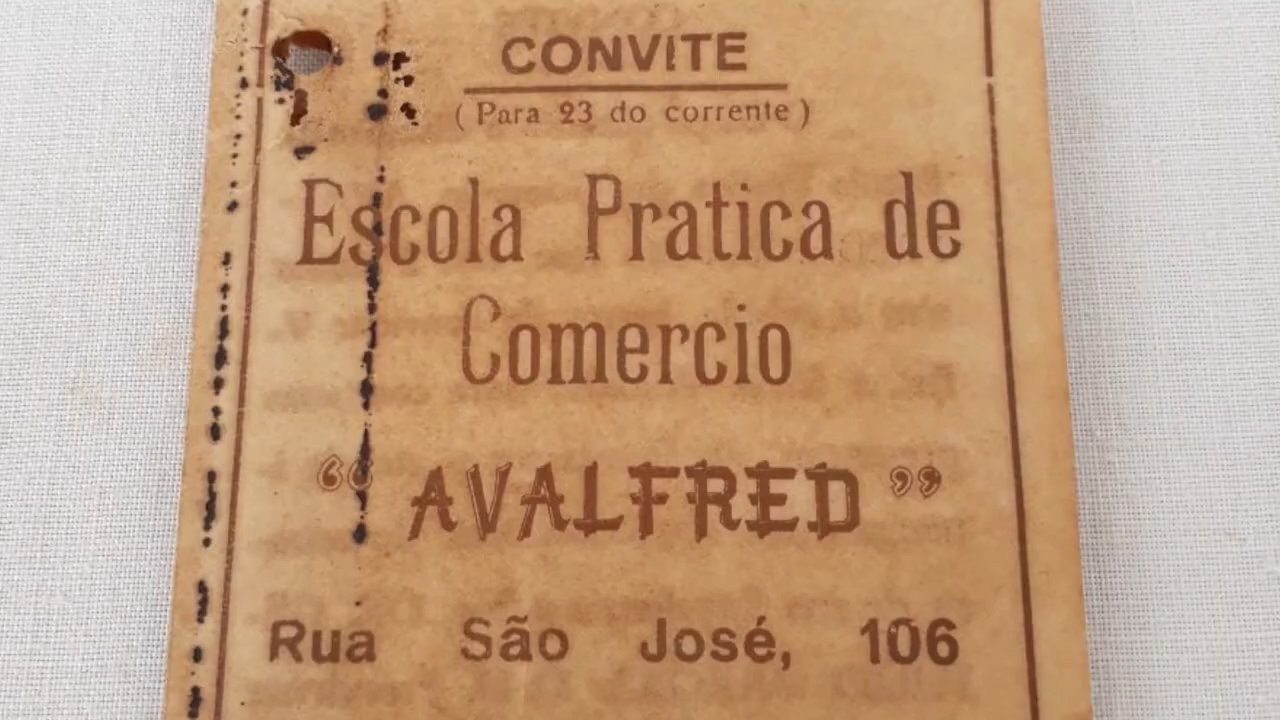 CONVITE
( Para 23 do corrente )
Escola Pratica de
Comercio
“ AVALFRED ”
Rua São José, 106